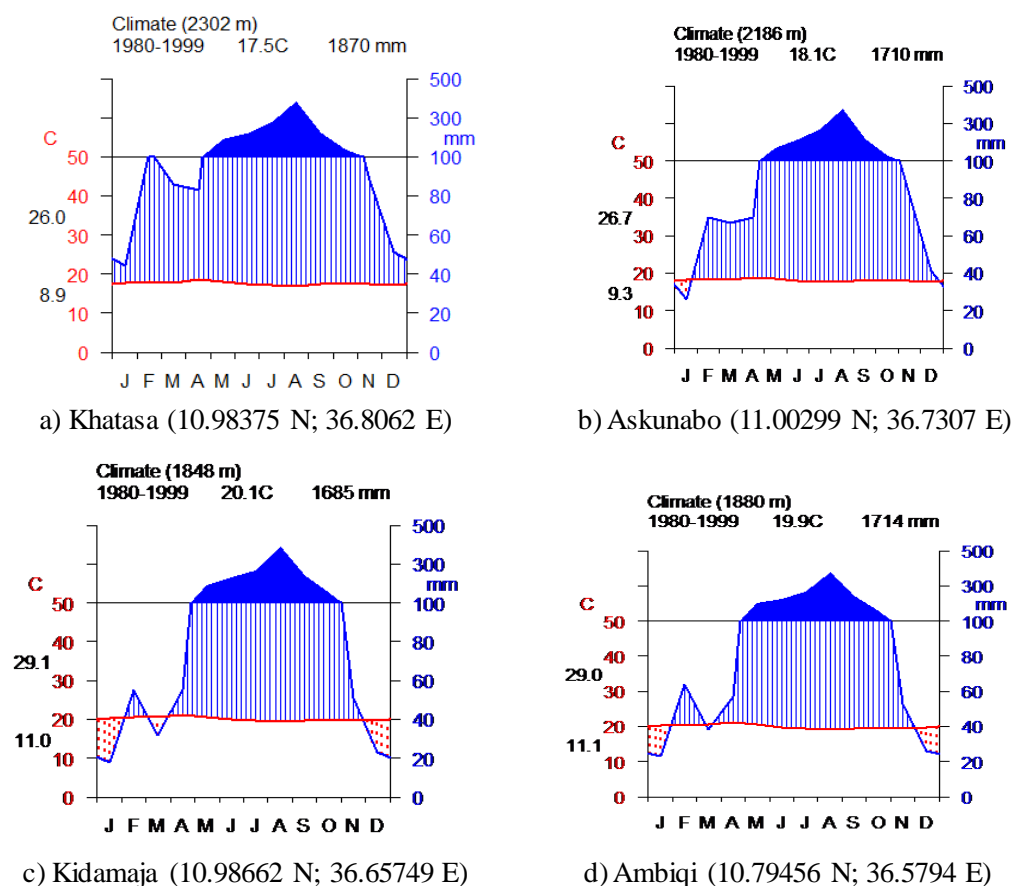 Climate (2302 m)
1980-1999 17.5C 1870 mm
500
300
C
mm
50
100
40
80
26.0
30
60
20
40
8.9
10
20
0
0
J F M A M J J A S O N D
a) Khatasa (10.98375 N; 36.8062 E)
Climate (2186 m)
1980-1999 18.1C 1710 mm
500
300
C
mm
50
100
40
80
26.7
30
60
20
40
9.3
10
20
0
0
J F M A M J J A S O N D
b) Askunabo (11.00299 N; 36.7307 E)
Climate (1848 m)
1980-1999 20.1C 1685 mm
500
300
C
mm
50
100
40
80
29.1
30
60
20
40
11.0
10
20
0
0
J F M A M J J A S O N D
c) Kidamaja (10.98662 N; 36.65749 E)
Climate (1880 m)
1980-1999 19.9C 1714 mm
500
300
C
mm
50
100
40
80
29.0
30
60
20
40
11.1
10
20
0
0
J F M A M J J A S O N D
d) Ambiqi (10.79456 N; 36.5794 E)